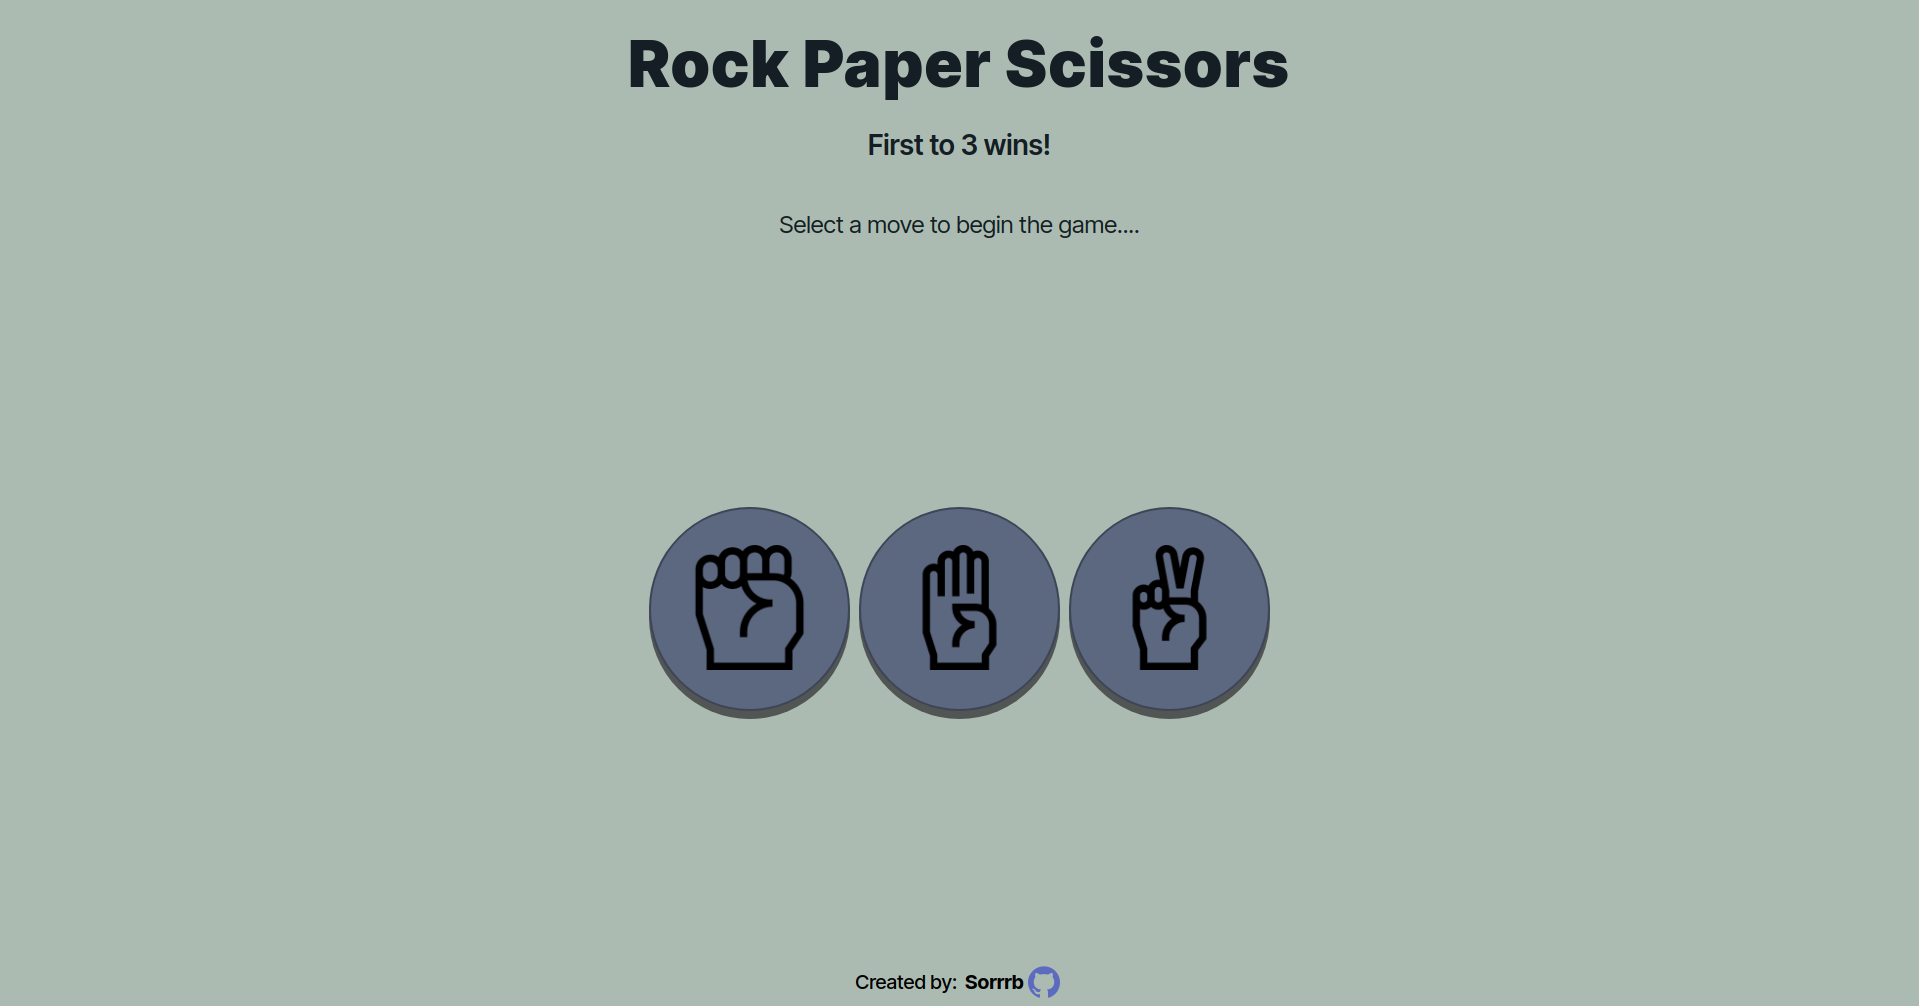 Rock Paper Scissors
First to 3 wins!
Select a move to begin the game....
Created by: Sorrrb